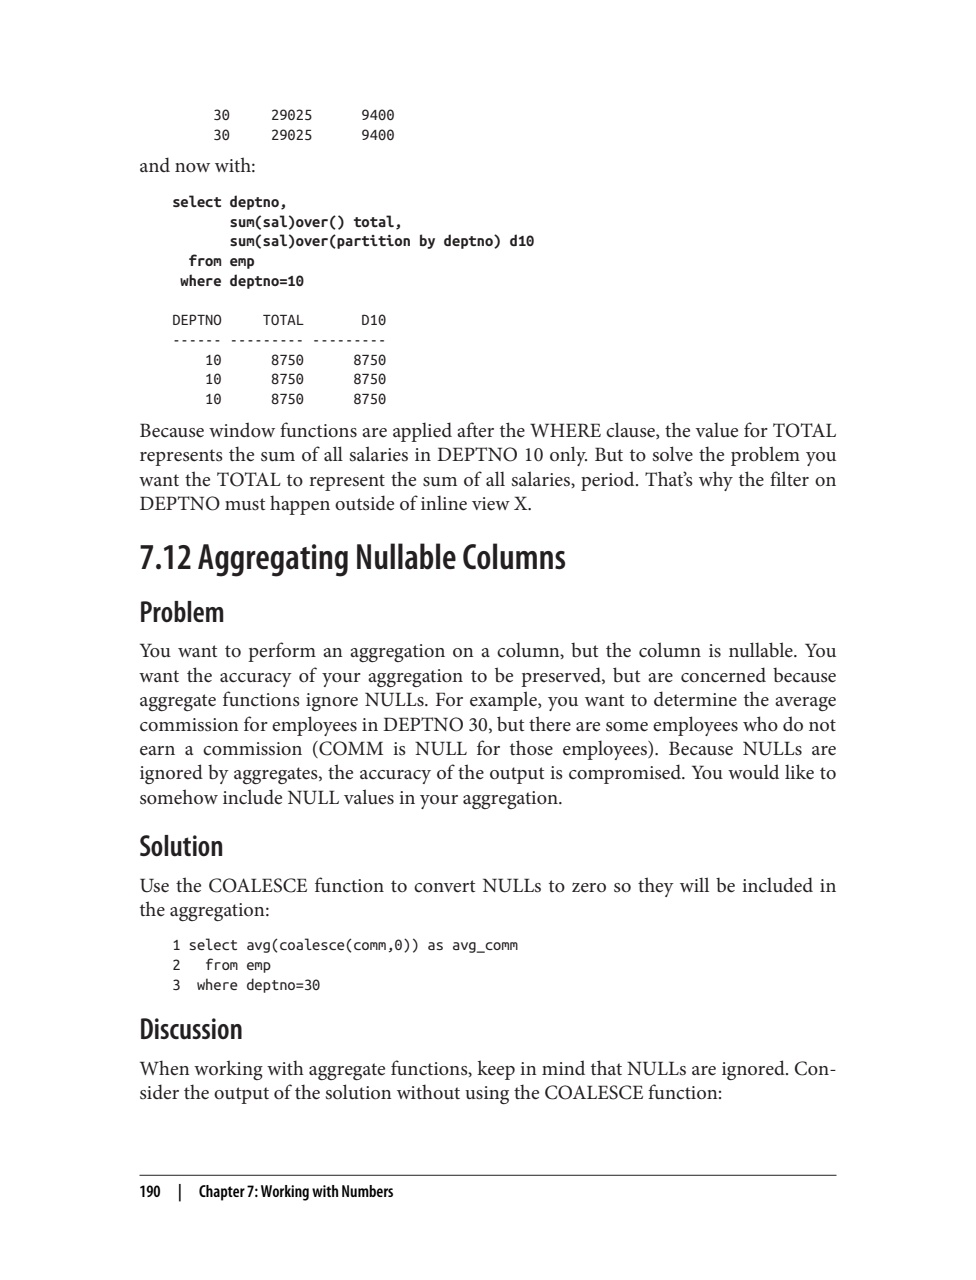 30     29025      9400
30     29025      9400
and now with:
select deptno,
       sum(sal)over() total,
       sum(sal)over(partition by deptno) d10
  from emp
 where deptno=10
DEPTNO     TOTAL       D10
------ --------- ---------
    10      8750      8750
    10      8750      8750
    10      8750      8750
Because window functions are applied after the WHERE clause, the value for TOTAL
represents the sum of all salaries in DEPTNO 10 only. But to solve the problem you
want the TOTAL to represent the sum of all salaries, period. That’s why the filter on
DEPTNO must happen outside of inline view X.
7.12 Aggregating Nullable Columns
Problem
You want to perform an aggregation on a column, but the column is nullable. You
want the accuracy of your aggregation to be preserved, but are concerned because
aggregate functions ignore NULLs. For example, you want to determine the average
commission for employees in DEPTNO 30, but there are some employees who do not
earn a commission (COMM is NULL for those employees). Because NULLs are
ignored by aggregates, the accuracy of the output is compromised. You would like to
somehow include NULL values in your aggregation.
Solution
Use the COALESCE function to convert NULLs to zero so they will be included in
the aggregation:
1 select avg(coalesce(comm,0)) as avg_comm
2   from emp
3  where deptno=30
Discussion
When working with aggregate functions, keep in mind that NULLs are ignored. Con-
sider the output of the solution without using the COALESCE function:
190 | Chapter 7: Working with Numbers